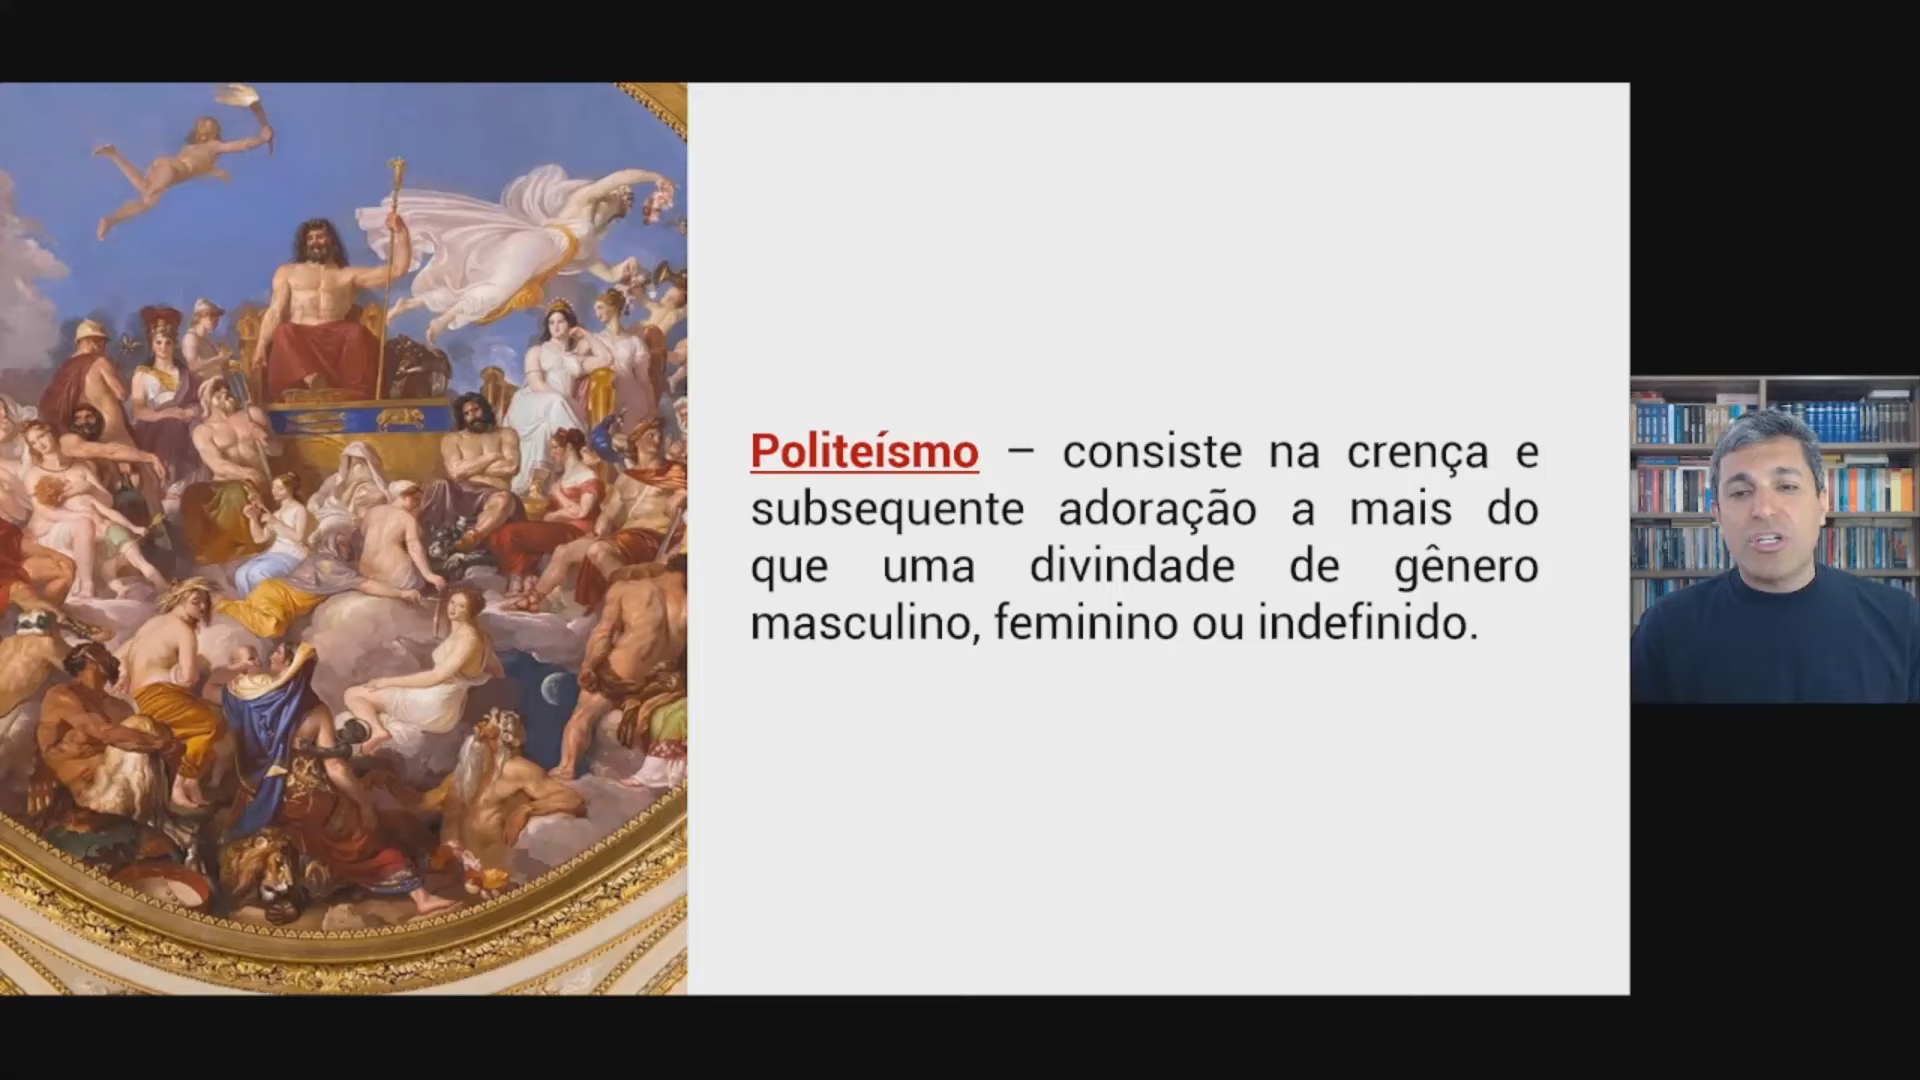 Politeísmo – consiste na crença e
subsequente adoração a mais do
que uma divindade de gênero
masculino, feminino ou indefinido.